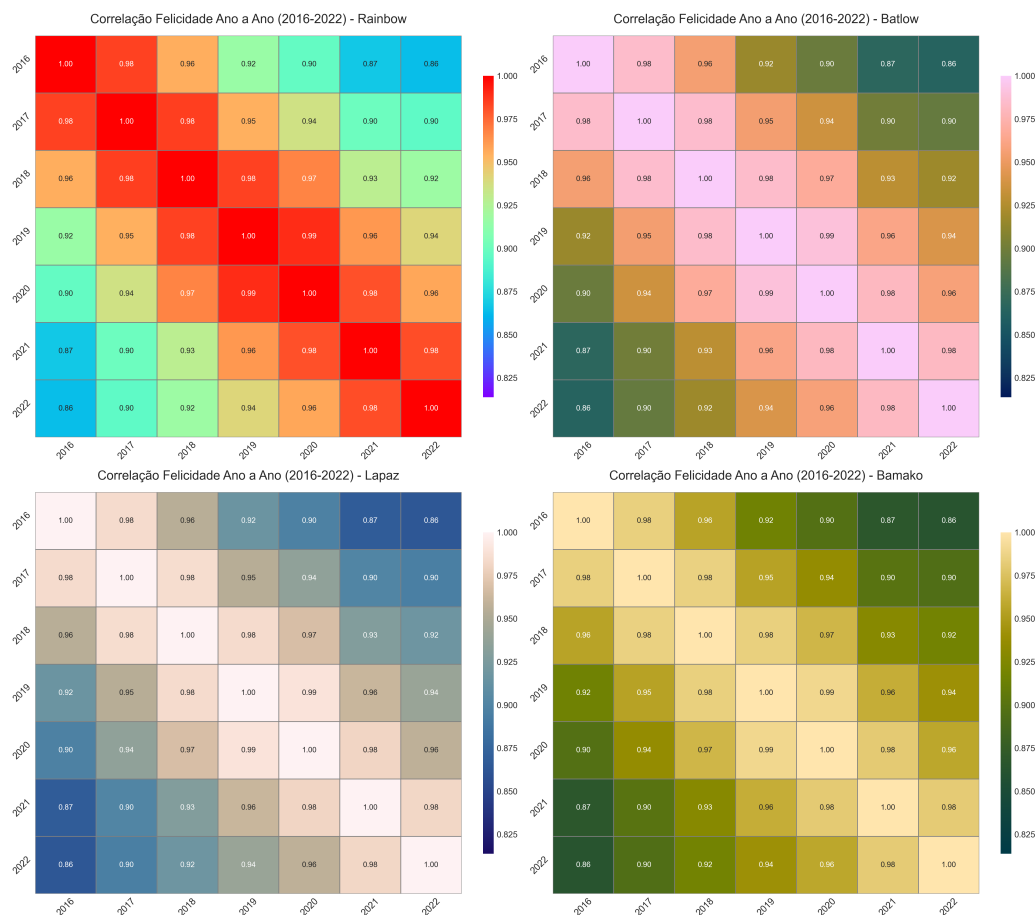 Correlação Felicidade Ano a Ano (2016-2022) - Rainbow
2016 1.00 0.98 0.96 0.92 0.90 0.87 0.86
2017 0.98 1.00 0.98 0.95 0.94 0.90 0.90
2018 0.96 0.98 1.00 0.98 0.97 0.93 0.92
2019 0.92 0.95 0.98 1.00 0.99 0.96 0.94
2020 0.90 0.94 0.97 0.99 1.00 0.98 0.96
2021 0.87 0.90 0.93 0.96 0.98 1.00 0.98
2022 0.86 0.90 0.92 0.94 0.96 0.98 1.00
2016 2017 2018 2019 2020 2021 2022
1.000
0.975
0.950
0.925
0.900
0.875
0.850
0.825
Correlação Felicidade Ano a Ano (2016-2022) - Batlow
2016 1.00 0.98 0.96 0.92 0.90 0.87 0.86
2017 0.98 1.00 0.98 0.95 0.94 0.90 0.90
2018 0.96 0.98 1.00 0.98 0.97 0.93 0.92
2019 0.92 0.95 0.98 1.00 0.99 0.96 0.94
2020 0.90 0.94 0.97 0.99 1.00 0.98 0.96
2021 0.87 0.90 0.93 0.96 0.98 1.00 0.98
2022 0.86 0.90 0.92 0.94 0.96 0.98 1.00
2016 2017 2018 2019 2020 2021 2022
1.000
0.975
0.950
0.925
0.900
0.875
0.850
0.825
Correlação Felicidade Ano a Ano (2016-2022) - Lapaz
2016 1.00 0.98 0.96 0.92 0.90 0.87 0.86
2017 0.98 1.00 0.98 0.95 0.94 0.90 0.90
2018 0.96 0.98 1.00 0.98 0.97 0.93 0.92
2019 0.92 0.95 0.98 1.00 0.99 0.96 0.94
2020 0.90 0.94 0.97 0.99 1.00 0.98 0.96
2021 0.87 0.90 0.93 0.96 0.98 1.00 0.98
2022 0.86 0.90 0.92 0.94 0.96 0.98 1.00
2016 2017 2018 2019 2020 2021 2022
1.000
0.975
0.950
0.925
0.900
0.875
0.850
0.825
Correlação Felicidade Ano a Ano (2016-2022) - Bamako
2016 1.00 0.98 0.96 0.92 0.90 0.87 0.86
2017 0.98 1.00 0.98 0.95 0.94 0.90 0.90
2018 0.96 0.98 1.00 0.98 0.97 0.93 0.92
2019 0.92 0.95 0.98 1.00 0.99 0.96 0.94
2020 0.90 0.94 0.97 0.99 1.00 0.98 0.96
2021 0.87 0.90 0.93 0.96 0.98 1.00 0.98
2022 0.86 0.90 0.92 0.94 0.96 0.98 1.00
2016 2017 2018 2019 2020 2021 2022
1.000
0.975
0.950
0.925
0.900
0.875
0.850
0.825